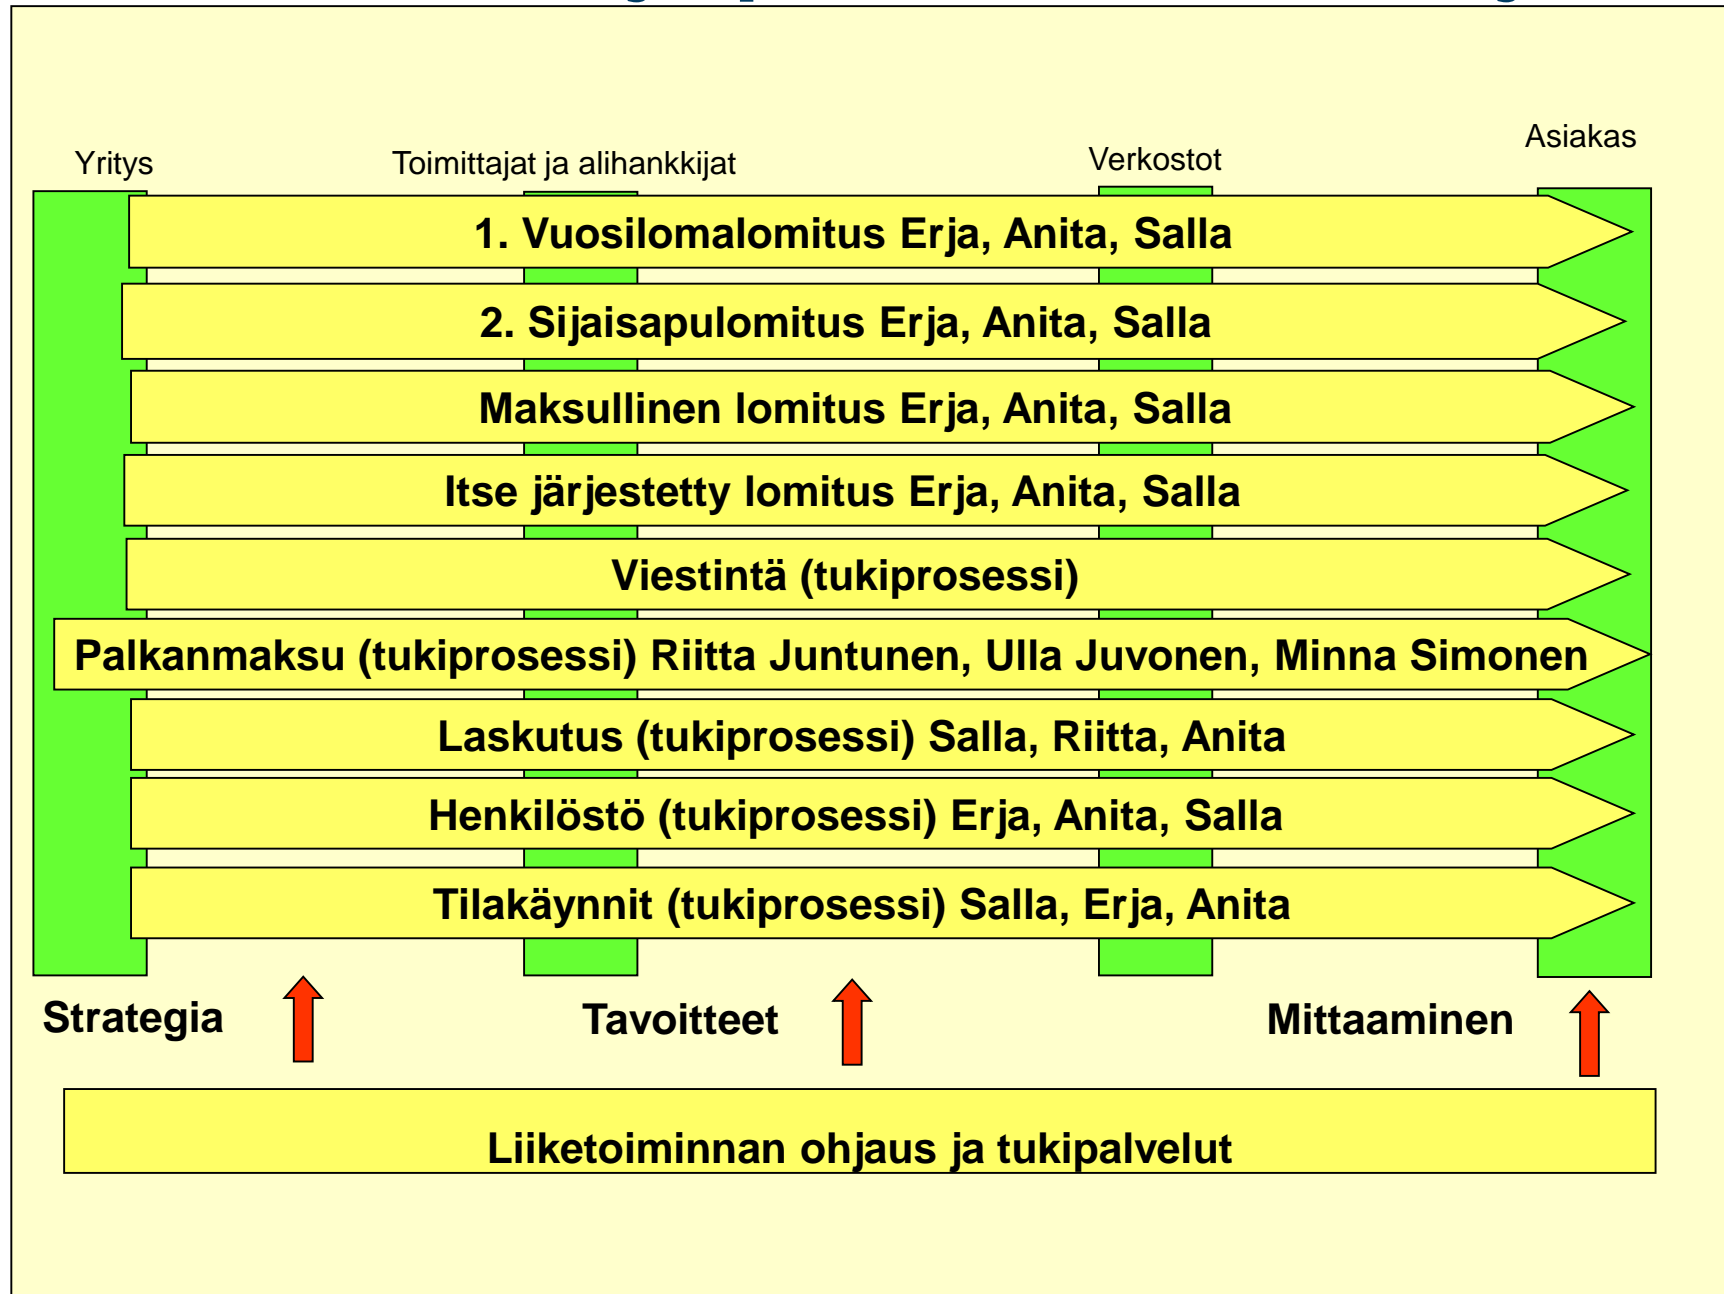 Yritys
Toimittajat ja alihankkijat
Verkostot
Asiakas
1. Vuosilomalomitus Erja, Anita, Salla
2. Sijaisapulomitus Erja, Anita, Salla
Maksullinen lomitus Erja, Anita, Salla
Itse järjestetty lomitus Erja, Anita, Salla
Viestintä (tukiprosessi)
Palkanmaksu (tukiprosessi) Riitta Juntunen, Ulla Juvonen, Minna Simonen
Laskutus (tukiprosessi) Salla, Riitta, Anita
Henkilöstö (tukiprosessi) Erja, Anita, Salla
Tilakäynnit (tukiprosessi) Salla, Erja, Anita
Strategia
Tavoitteet
Mittaaminen
Liiketoiminnan ohjaus ja tukipalvelut